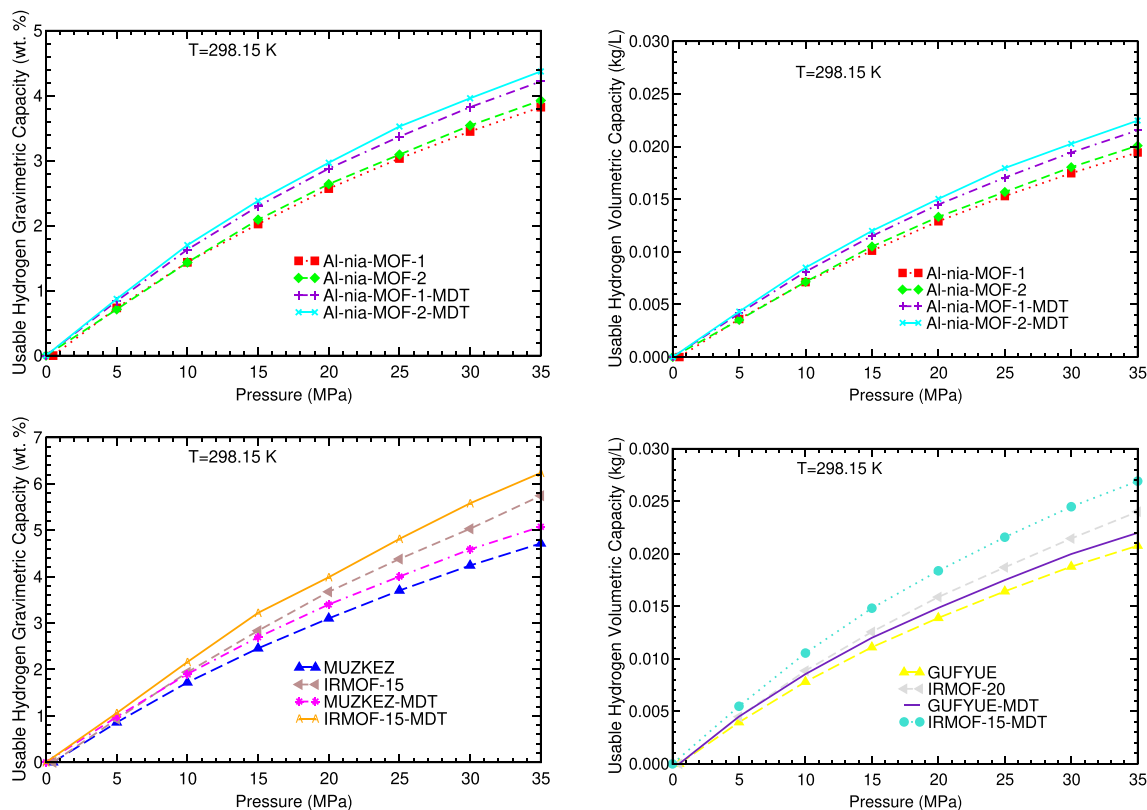 Usable Hydrogen Gravimetric Capacity (wt. %)
5
4
3
2
1
0
T=298.15 K
Al-nia-MOF-1
Al-nia-MOF-2
Al-nia-MOF-1-MDT
Al-nia-MOF-2-MDT
0 5 10 15 20 25 30 35
Pressure (MPa)
Usable Hydrogen Volumetric Capacity (kg/L)
0.030
0.025
0.020
0.015
0.010
0.005
0.000
T=298.15 K
Al-nia-MOF-1
Al-nia-MOF-2
Al-nia-MOF-1-MDT
Al-nia-MOF-2-MDT
0 5 10 15 20 25 30 35
Pressure (MPa)
Usable Hydrogen Gravimetric Capacity (wt. %)
7
6
5
4
3
2
1
0
T=298.15 K
MUZKEZ
IRMOF-15
MUZKEZ-MDT
IRMOF-15-MDT
0 5 10 15 20 25 30 35
Pressure (MPa)
Usable Hydrogen Volumetric Capacity (kg/L)
0.030
0.025
0.020
0.015
0.010
0.005
0.000
T=298.15 K
GUFYUE
IRMOF-20
GUFYUE-MDT
IRMOF-15-MDT
0 5 10 15 20 25 30 35
Pressure (MPa)